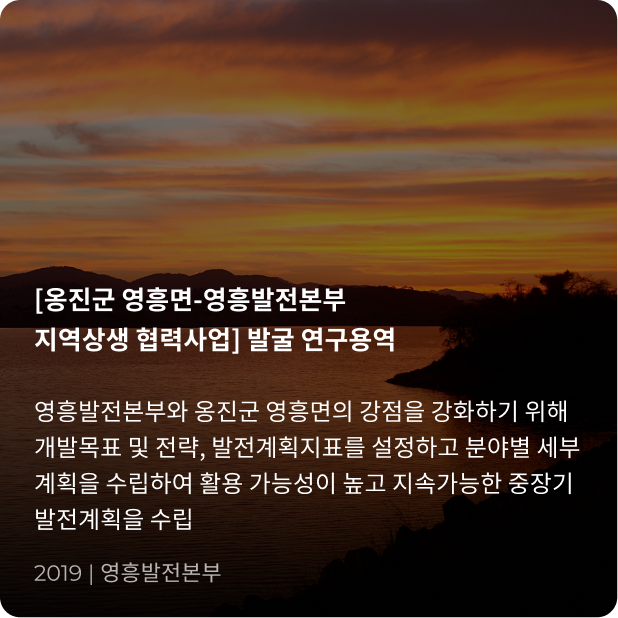 [옹진군 영흥면-영흥발전본부
지역상생 협력사업] 발굴 연구용역
영흥발전본부와 옹진군 영흥면의 강점을 강화하기 위해
개발목표 및 전략, 발전계획지표를 설정하고 분야별 세부
계획을 수립하여 활용 가능성이 높고 지속가능한 중장기
발전계획을 수립
2019 | 영흥발전본부